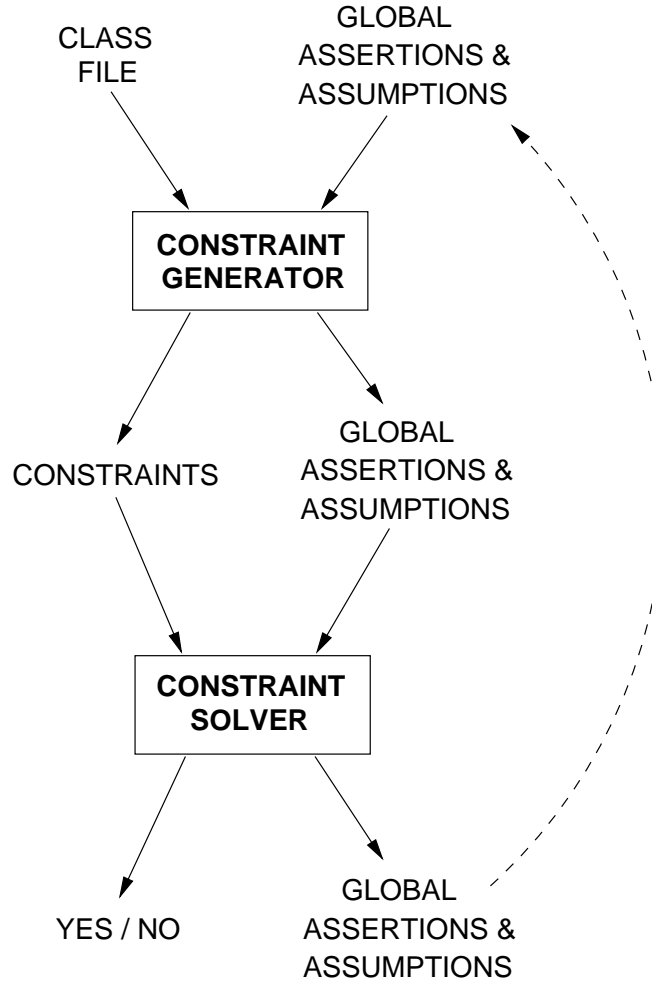 CLASS
FILE
GLOBAL
ASSERTIONS &
ASSUMPTIONS
CONSTRAINT
GENERATOR
CONSTRAINTS
GLOBAL
ASSERTIONS &
ASSUMPTIONS
CONSTRAINT
SOLVER
YES / NO
GLOBAL
ASSERTIONS &
ASSUMPTIONS